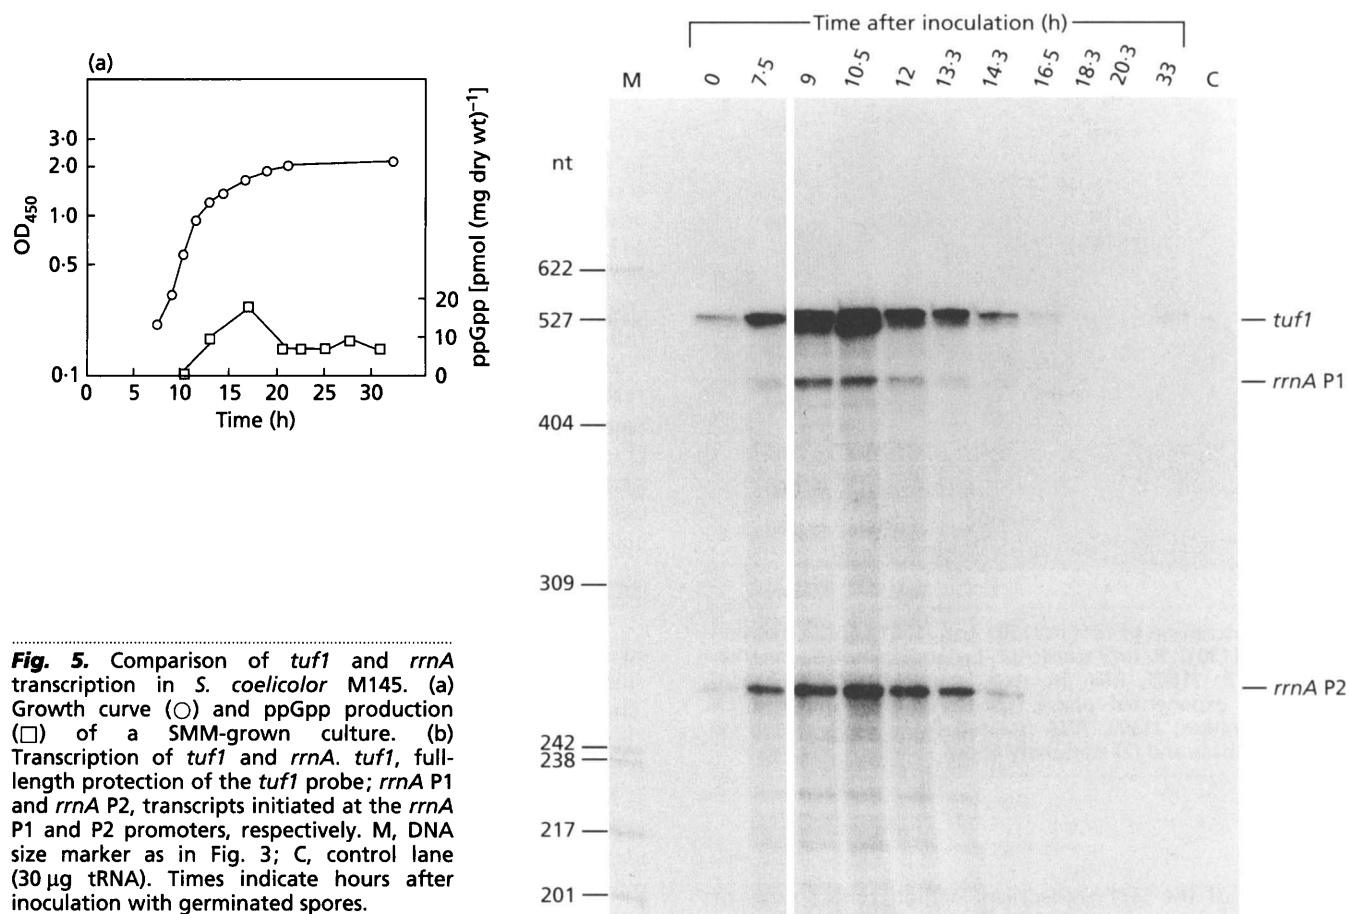 (a)
3·0
2·0
1·0
0·5
0·1
OD450
20
10
0
ppGpp [pmol (mg dry wt)⁻¹]
0 5 10 15 20 25 30
Time (h)
Time after inoculation (h)
M 0 7·5 9 10·5 12 13·3 14·3 16·5 18·3 20·3 33 C
nt
622
527
404
309
242
238
217
201
tuf1
rrnA P1
rrnA P2
Fig. 5. Comparison of tuf1 and rrnA
transcription in S. coelicolor M145. (a)
Growth curve (○) and ppGpp production
(□) of a SMM-grown culture. (b)
Transcription of tuf1 and rrnA. tuf1, full-
length protection of the tuf1 probe; rrnA P1
and rrnA P2, transcripts initiated at the rrnA
P1 and P2 promoters, respectively. M, DNA
size marker as in Fig. 3; C, control lane
(30 µg tRNA). Times indicate hours after
inoculation with germinated spores.